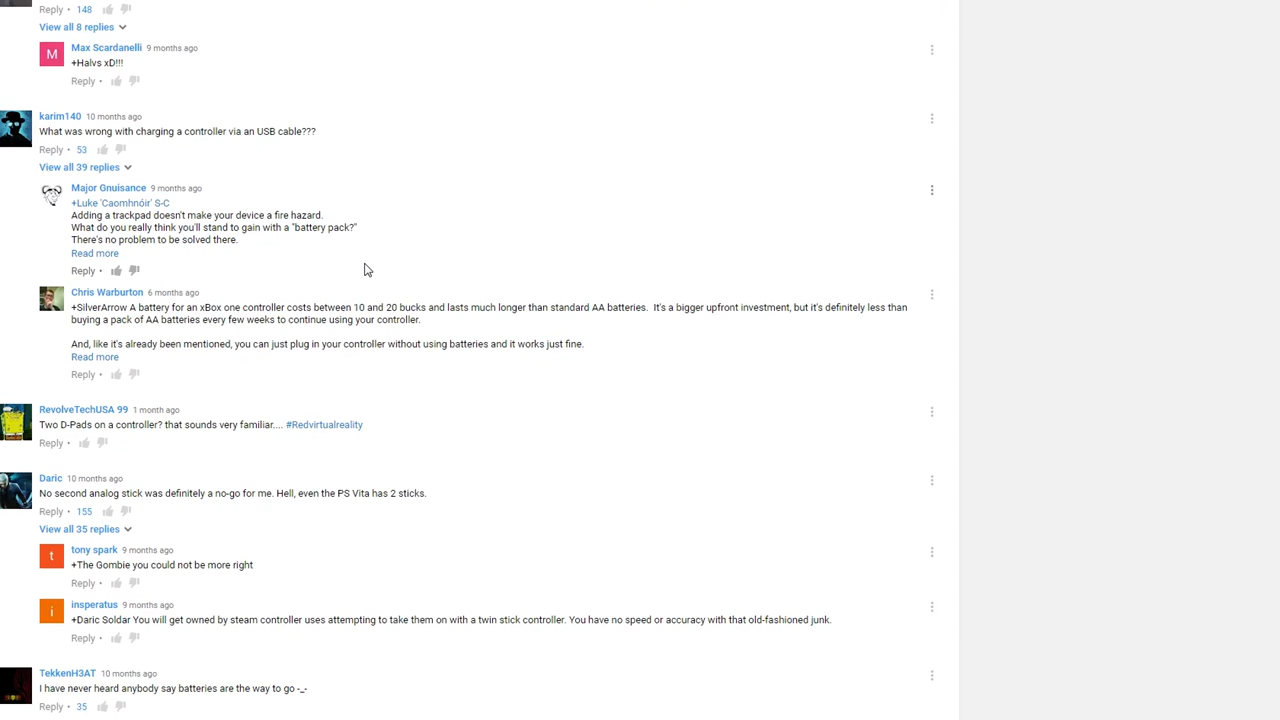 Reply • 148
View all 8 replies
M
Max Scardanelli 9 months ago
+Halvs xD!!!
Reply •
karim140 10 months ago
What was wrong with charging a controller via an USB cable???
Reply • 53
View all 39 replies
Major Gnuisance 9 months ago
+Luke 'Caomhnóir' S-C
Adding a trackpad doesn't make your device a fire hazard.
What do you really think you'll stand to gain with a "battery pack?"
There's no problem to be solved there.
Read more
Reply •
Chris Warburton 6 months ago
+SilverArrow A battery for an xBox one controller costs between 10 and 20 bucks and lasts much longer than standard AA batteries. It's a bigger upfront investment, but it's definitely less than
buying a pack of AA batteries every few weeks to continue using your controller.
And, like it's already been mentioned, you can just plug in your controller without using batteries and it works just fine.
Read more
Reply •
RevolveTechUSA 99 1 month ago
Two D-Pads on a controller? that sounds very familiar.... #Redvirtualreality
Reply •
Daric 10 months ago
No second analog stick was definitely a no-go for me. Hell, even the PS Vita has 2 sticks.
Reply • 155
View all 35 replies
t
tony spark 9 months ago
+The Gombie you could not be more right
Reply •
i
insperatus 9 months ago
+Daric Soldar You will get owned by steam controller uses attempting to take them on with a twin stick controller. You have no speed or accuracy with that old-fashioned junk.
Reply •
TekkenH3AT 10 months ago
I have never heard anybody say batteries are the way to go -_-
Reply • 35